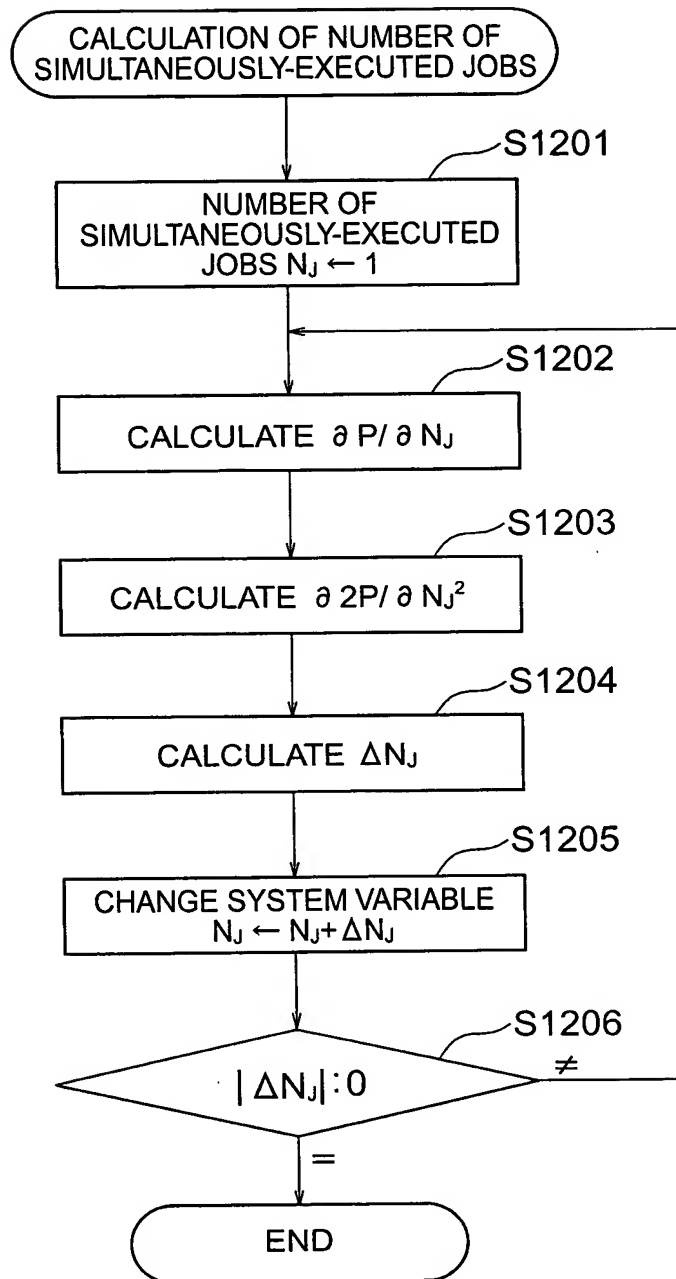 CALCULATION OF NUMBER OF
SIMULTANEOUSLY-EXECUTED JOBS
S1201
NUMBER OF
SIMULTANEOUSLY-EXECUTED
JOBS NJ ← 1
S1202
CALCULATE ∂ P/ ∂ NJ
S1203
CALCULATE ∂ 2P/ ∂ NJ²
S1204
CALCULATE ΔNJ
S1205
CHANGE SYSTEM VARIABLE
NJ ← NJ+ ΔNJ
S1206
| ΔNJ| : 0
≠
=
END